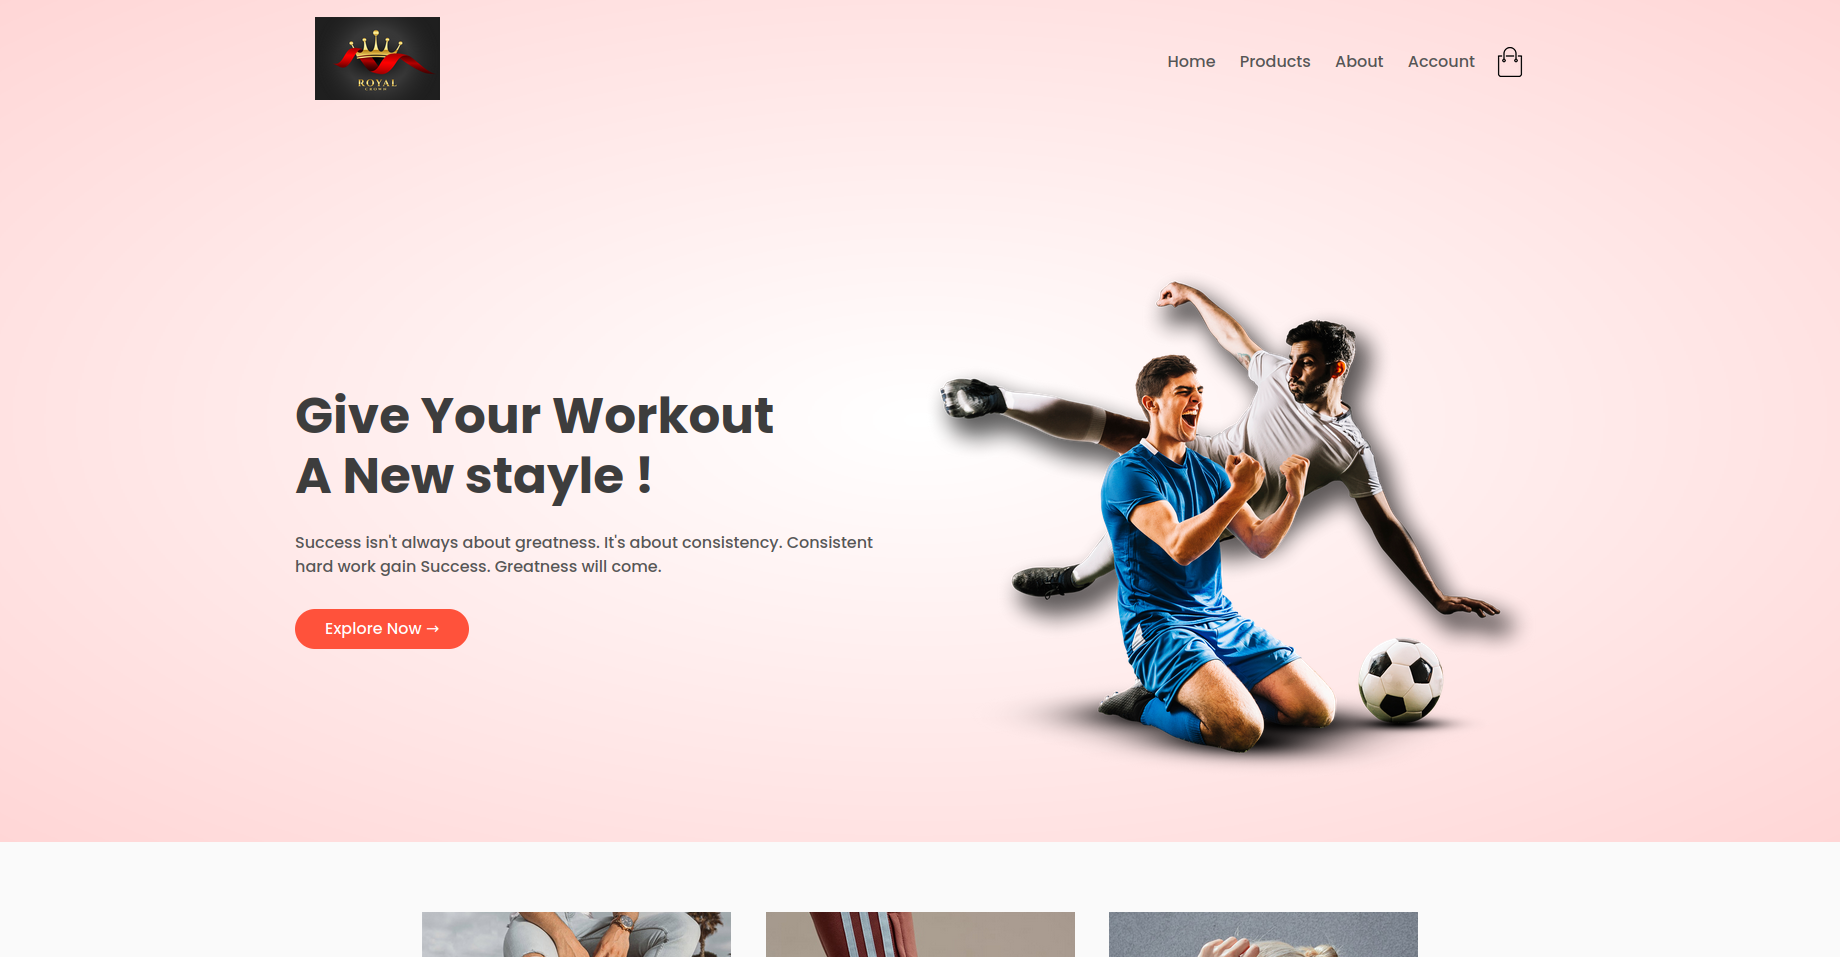 ROYAL
CROWN
Home Products About Account
Give Your Workout
A New stayle !
Success isn't always about greatness. It's about consistency. Consistent
hard work gain Success. Greatness will come.
Explore Now →